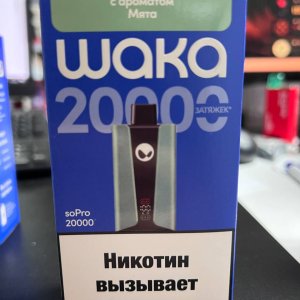 с ароматом
Мята
waka
20000
ЗАТЯЖЕК*
soPro
20000
Никотин
вызывает